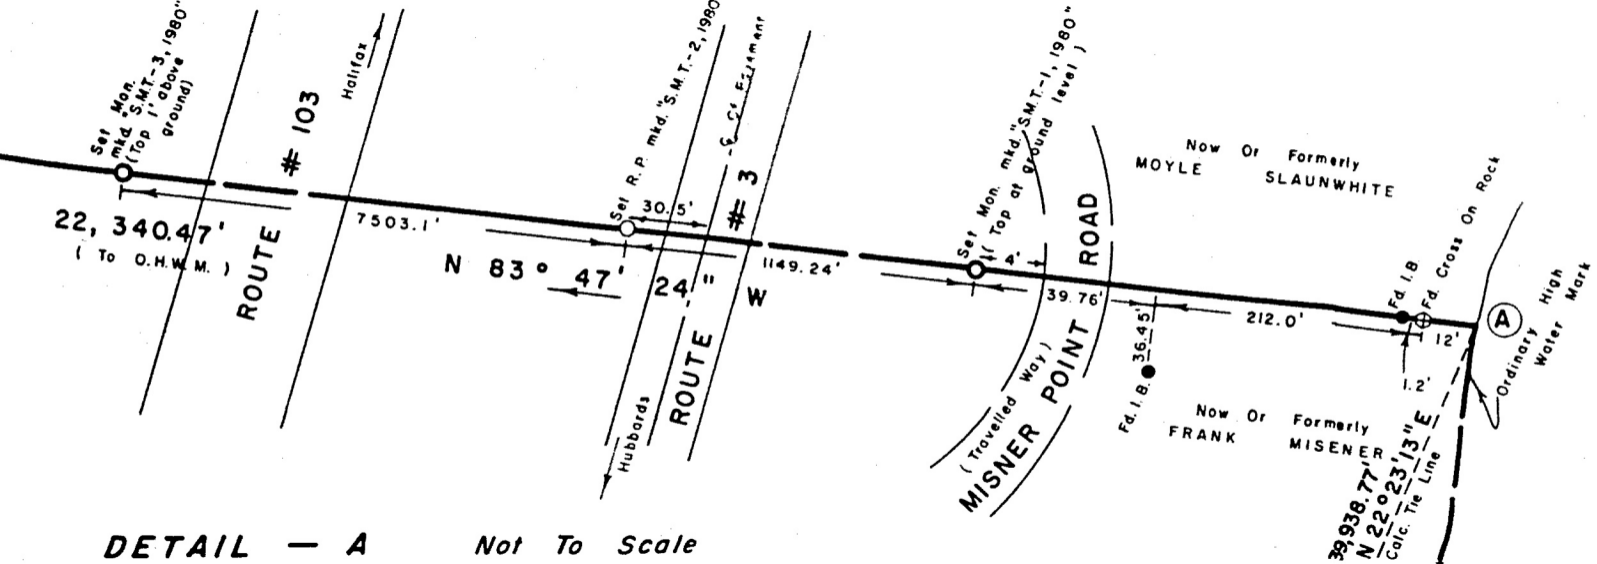 Set Mon.
mkd. "S.M.T.-3, 1980"
(Top 1' above
ground)
# 103
Halifax
Set R.P. mkd. "S.M.T.-2, 1980
# 3
Set Mon. mkd. "S.M.T.-1, 1980"
( Top at ground level )
Now Or Formerly
MOYLE SLAUNWHITE
22, 340.47'
( To O.H.W.M. )
ROUTE
7503.1'
30.5'
N 83° 47' 24" W
1149.24'
ROUTE
Hubbards
4'
39.76'
ROAD
MISNER POINT
( Travelled Way )
36.45'
Fd. I.B.
212.0'
Fd. I.B.
Fd. Cross On Rock
12'
1.2'
A
Ordinary High
Water Mark
Now Or Formerly
FRANK MISENER
39,938.77'
N 22° 23' 13" E
Calc. Tie Line
DETAIL - A Not To Scale